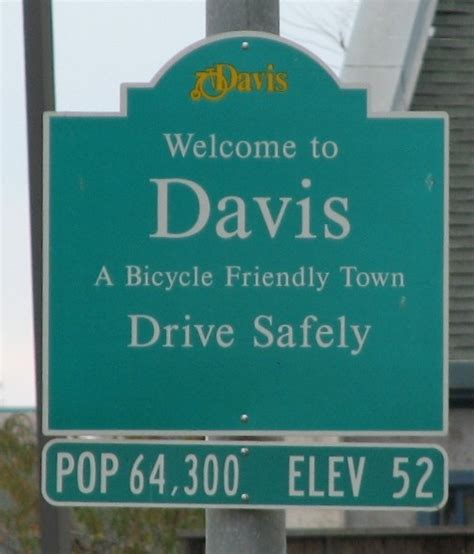 Davis
Welcome to
Davis
A Bicycle Friendly Town
Drive Safely
POP 64,300 ELEV 52